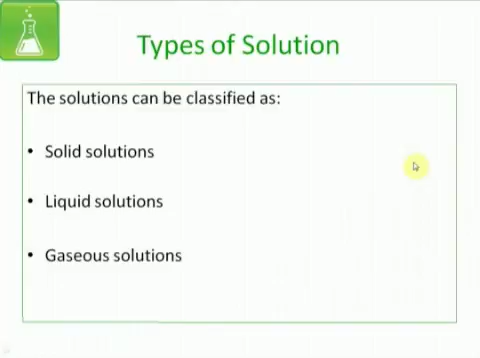 Types of Solution
The solutions can be classified as:
• Solid solutions
• Liquid solutions
• Gaseous solutions